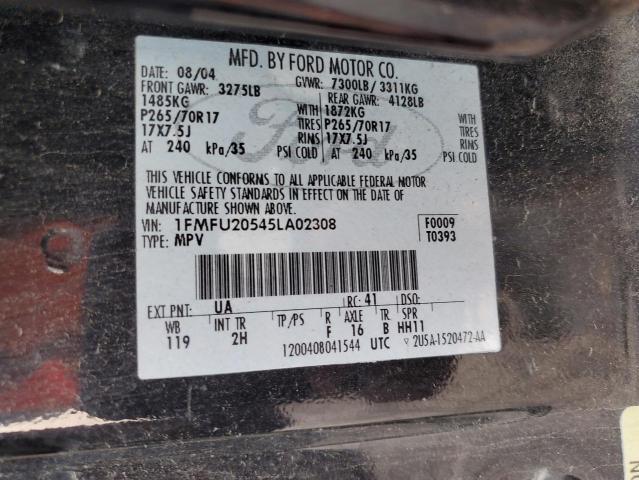 MFD. BY FORD MOTOR CO.
DATE 08/04 GVWR: 7300LB/ 3311KG
FRONT GAWR: 3275LB REAR GAWR: 4128LB
1485KG WITH 1872KG WITH
P265/70R17 TIRES P265/70R17 TIRES
17X7.5J RIMS 17X7.5J RIMS
AT 240 kPa/35 PSI COLD AT 240 kPa/35 PSI COLD
Ford
THIS VEHICLE CONFORMS TO ALL APPLICABLE FEDERAL MOTOR
VEHICLE SAFETY STANDARDS IN EFFECT ON THE DATE OF
MANUFACTURE SHOWN ABOVE.
VIN: 1FMFU20545LA02308 F0009
TYPE: MPV T0393
EXT PNT: UA RC: 41 DSO:
WB INT TR TP/PS R AXLE TR SPR
119 2H F 16 B HH11
1200408041544 UTC 2U5A-1520472-AA